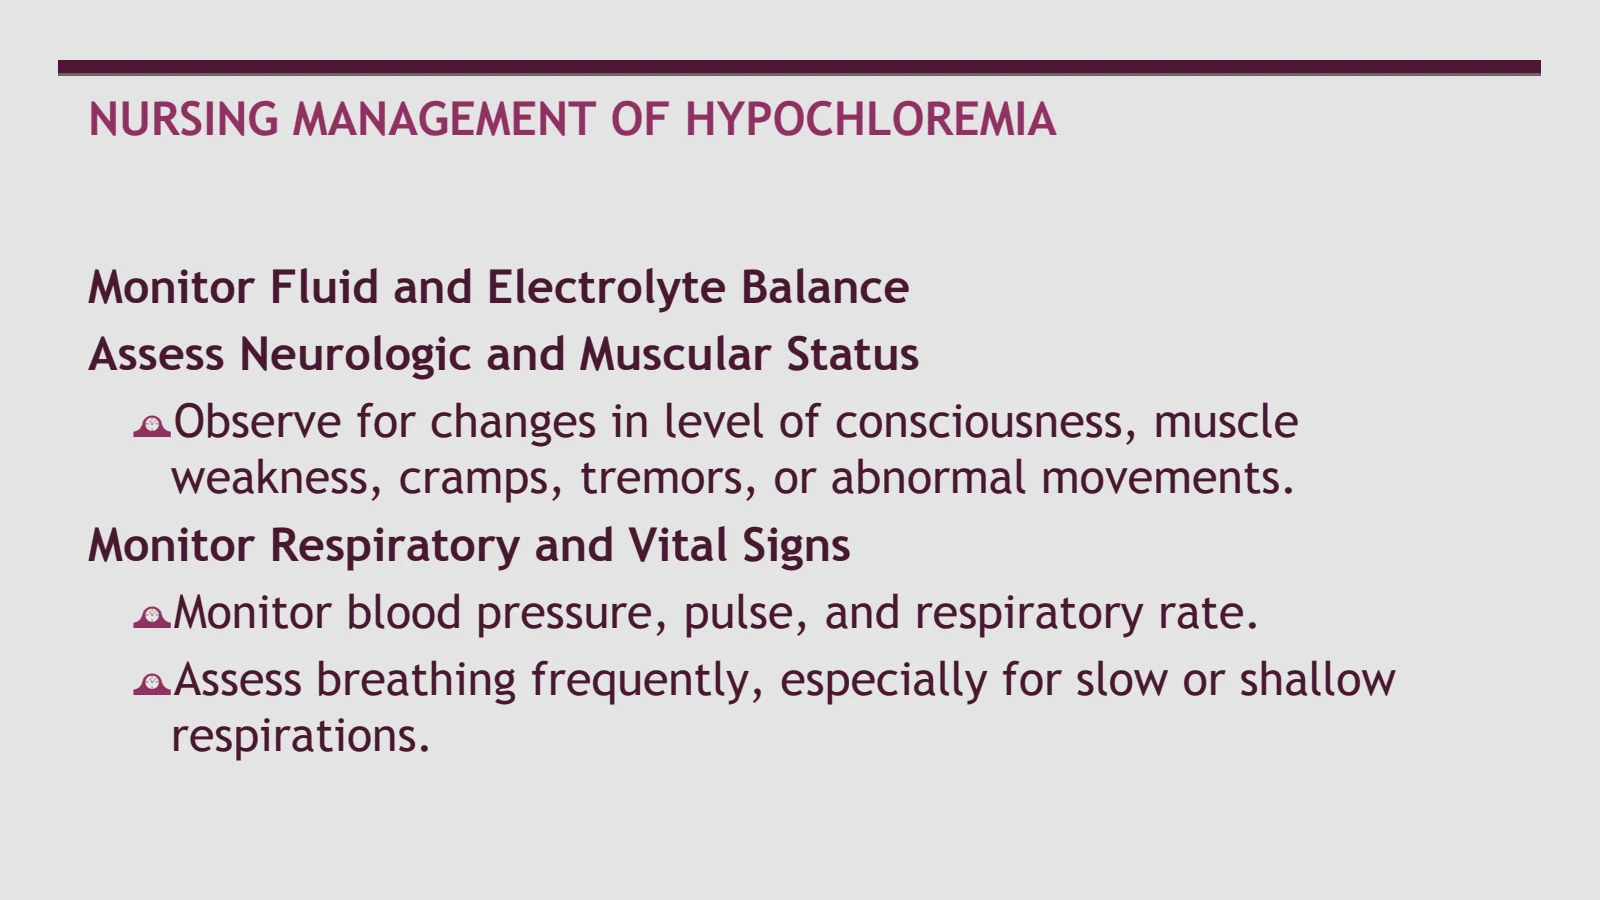 NURSING MANAGEMENT OF HYPOCHLOREMIA
Monitor Fluid and Electrolyte Balance
Assess Neurologic and Muscular Status
Observe for changes in level of consciousness, muscle
weakness, cramps, tremors, or abnormal movements.
Monitor Respiratory and Vital Signs
Monitor blood pressure, pulse, and respiratory rate.
Assess breathing frequently, especially for slow or shallow
respirations.